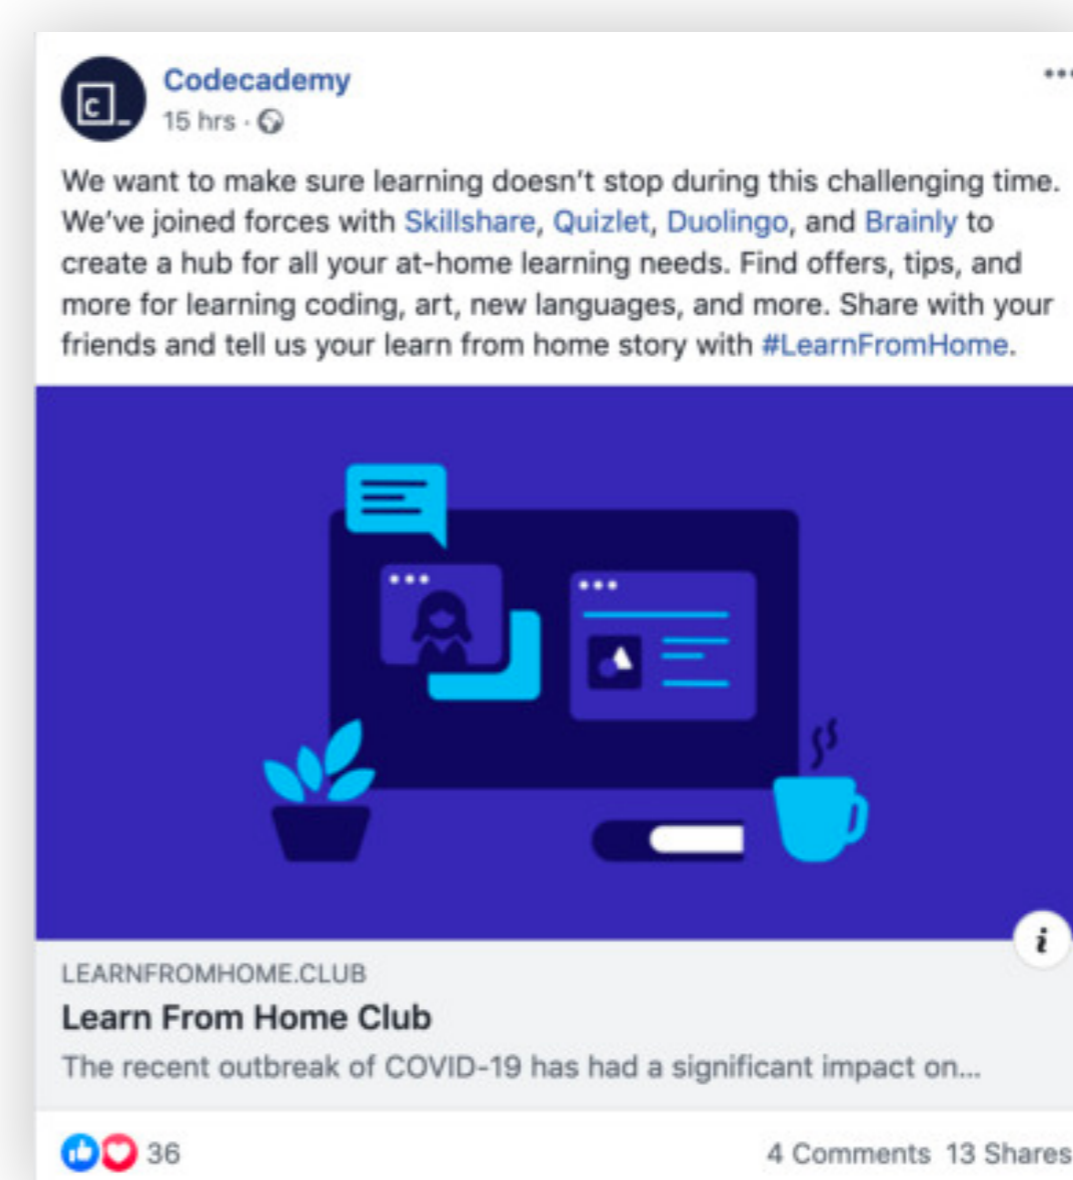 Codecademy
15 hrs ·
We want to make sure learning doesn't stop during this challenging time.
We've joined forces with Skillshare, Quizlet, Duolingo, and Brainly to
create a hub for all your at-home learning needs. Find offers, tips, and
more for learning coding, art, new languages, and more. Share with your
friends and tell us your learn from home story with #LearnFromHome.
LEARNFROMHOME.CLUB
Learn From Home Club
The recent outbreak of COVID-19 has had a significant impact on...
36
4 Comments 13 Shares